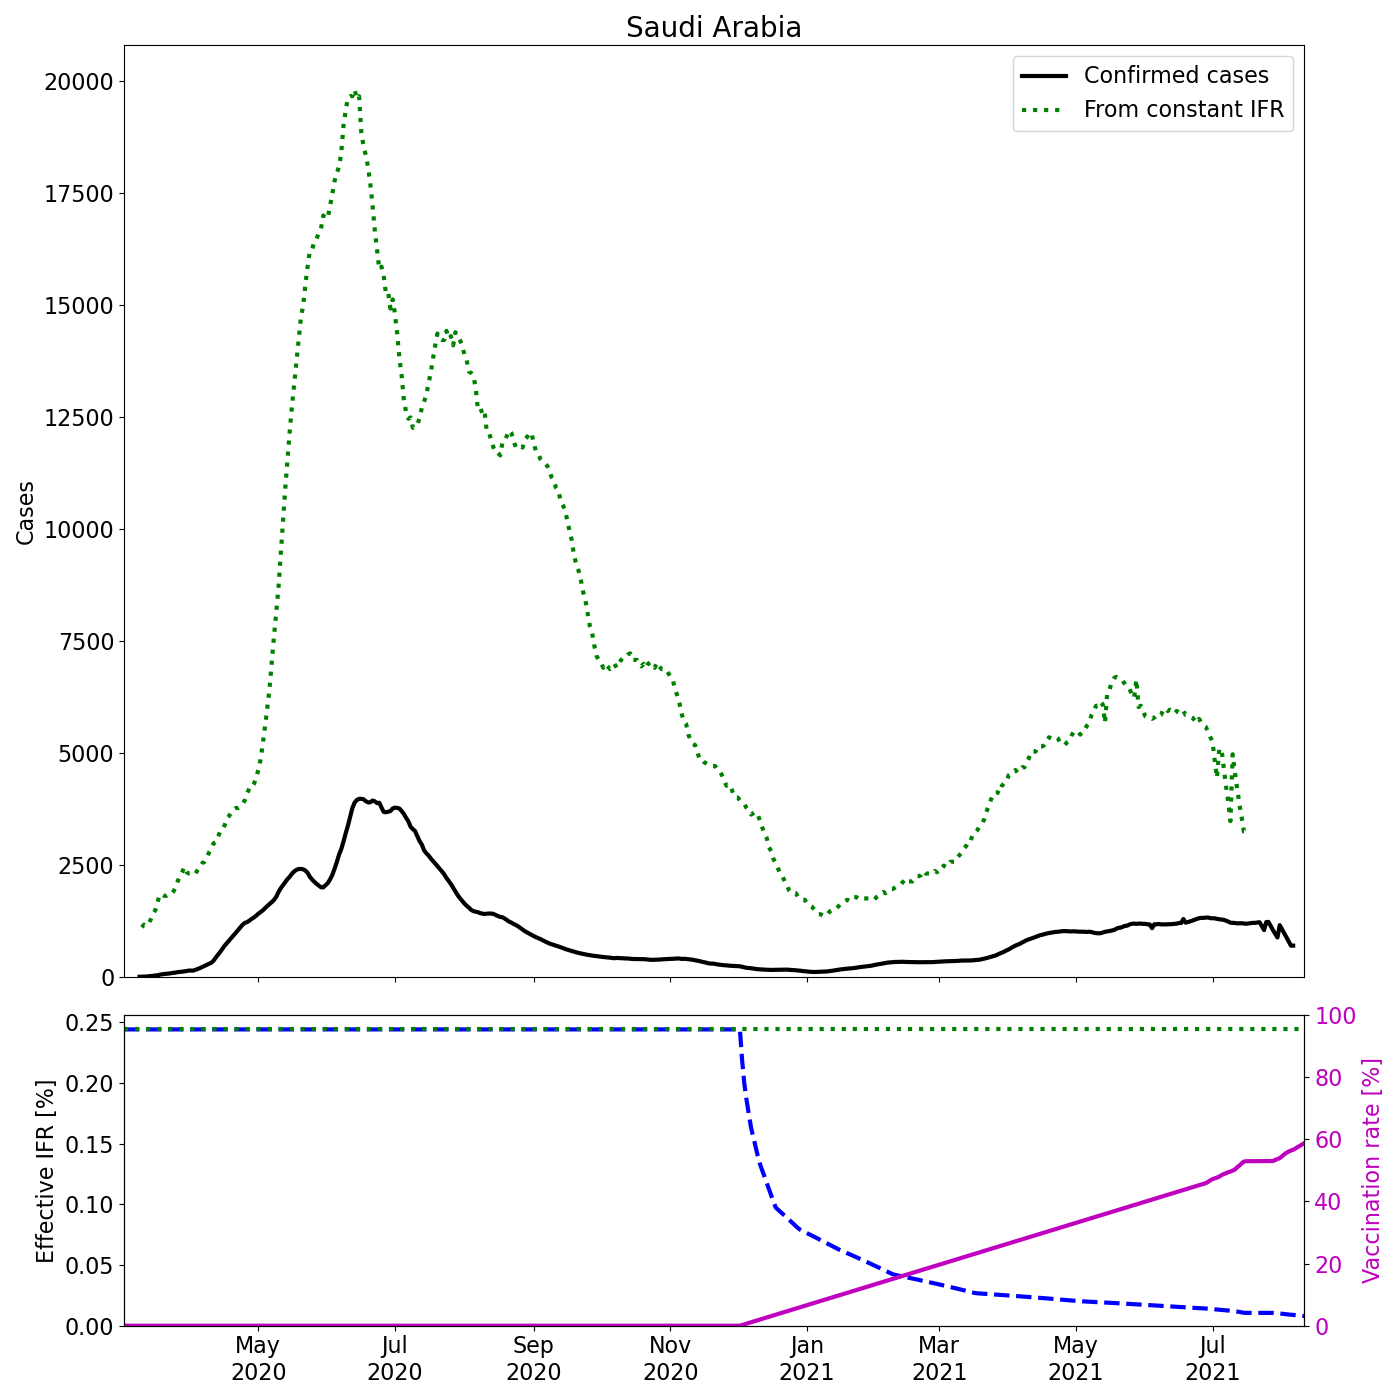 Saudi Arabia
Confirmed cases
From constant IFR
20000
17500
15000
12500
10000
7500
5000
2500
0
Cases
0.25
0.20
0.15
0.10
0.05
0.00
Effective IFR [%]
100
80
60
40
20
0
Vaccination rate [%]
May Jul Sep Nov Jan Mar May Jul
2020 2020 2020 2020 2021 2021 2021 2021